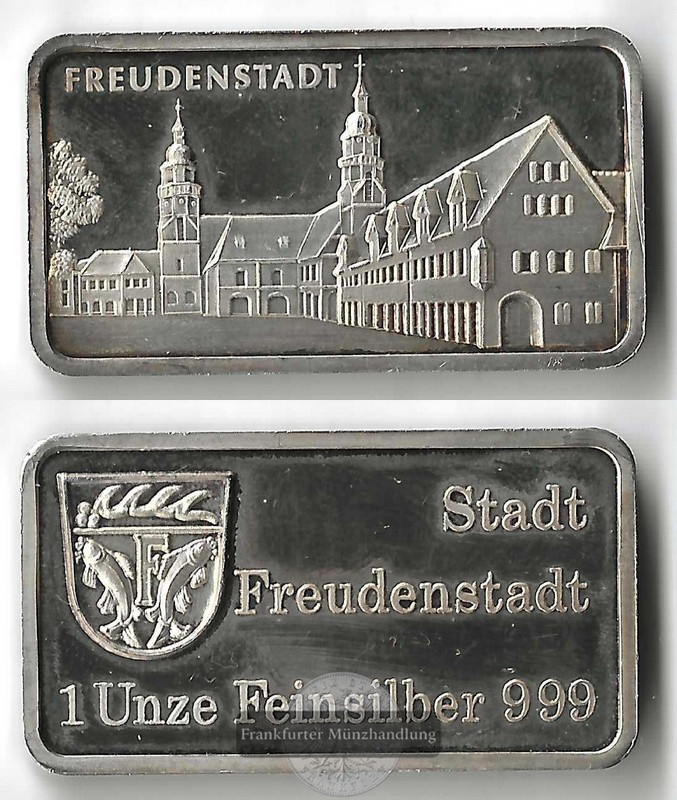 FREUDENSTADT
F
Stadt
Freudenstadt
1 Unze Feinsilber 999
Frankfurter Münzhandlung